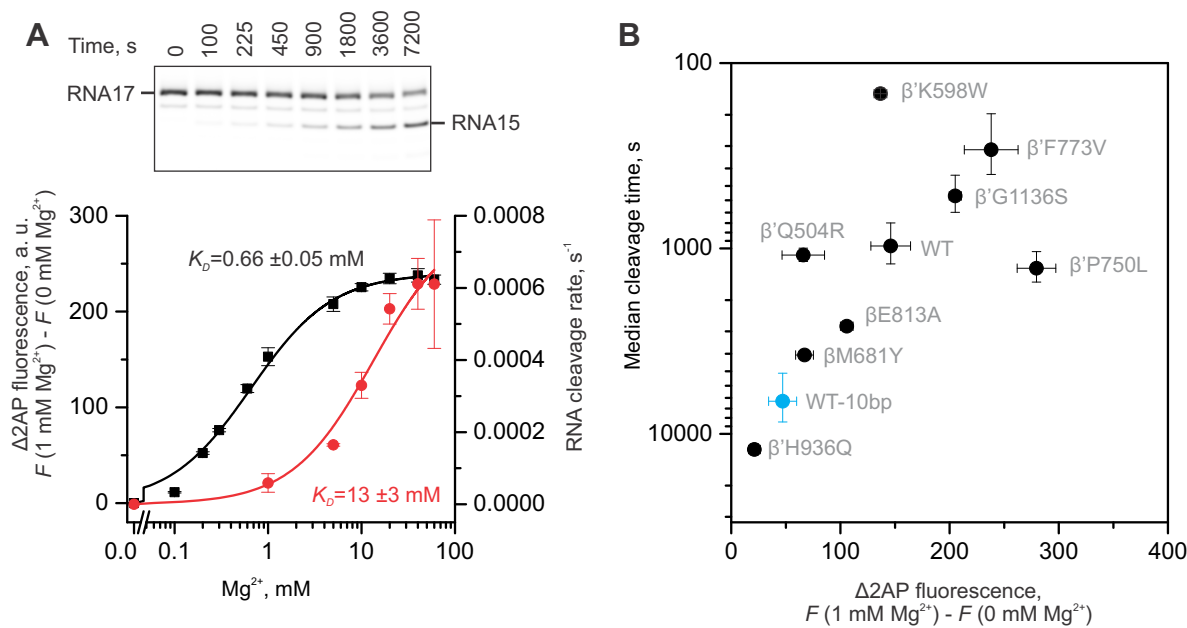 A
Time, s
0 100 225 450 900 1800 3600 7200
RNA17
RNA15
Δ2AP fluorescence, a. u.
F (1 mM Mg²⁺) - F (0 mM Mg²⁺)
300
200
100
0
K_D=0.66 ±0.05 mM
K_D=13 ±3 mM
0.0008
0.0006
0.0004
0.0002
0.0000
RNA cleavage rate, s⁻¹
0.0 0.1 1 10 100
Mg²⁺, mM
B
Median cleavage time, s
100
1000
10000
β'K598W
β'F773V
β'G1136S
β'Q504R
WT
β'P750L
βE813A
βM681Y
WT-10bp
β'H936Q
0 100 200 300 400
Δ2AP fluorescence,
F (1 mM Mg²⁺) - F (0 mM Mg²⁺)